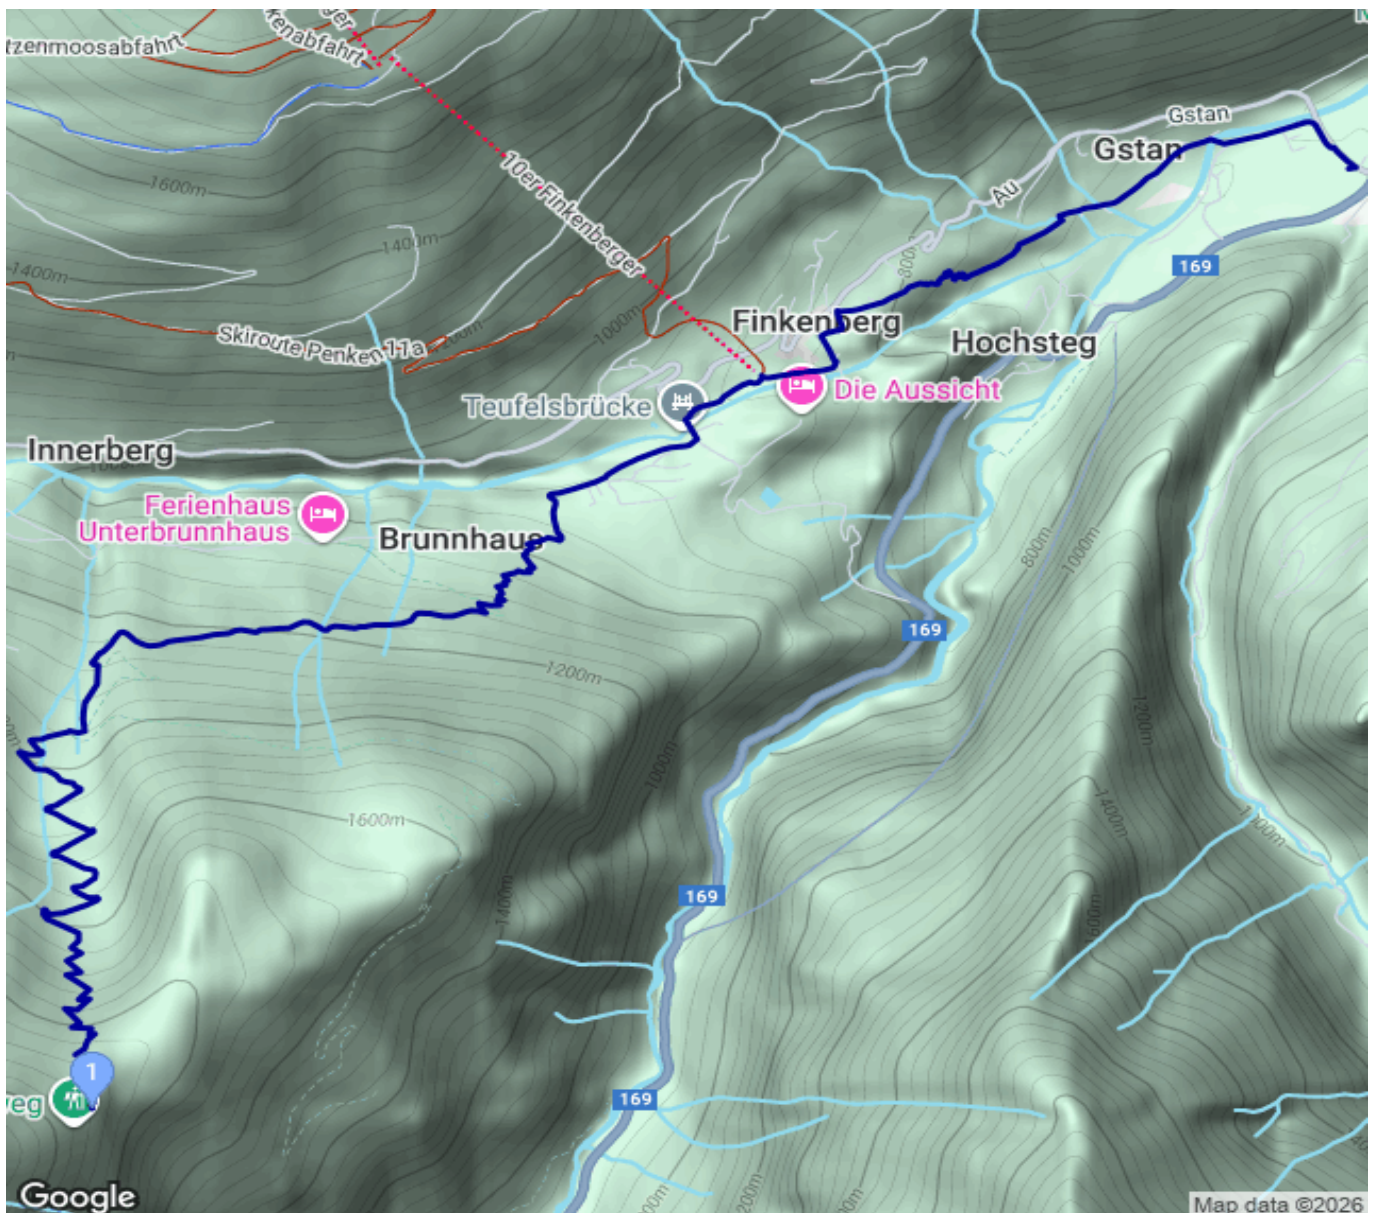 tzenmoosabfahrt
kenabfahrt
Gstan
Gstan
1600m
10er Finkenberger
Au
1400m
1400m
800m
169
Skiroute Penken 11a
1000m
Finkenberg
Hochsteg
Die Aussicht
Teufelsbrücke
Innerberg
Ferienhaus
Unterbrunnhaus
Brunnhaus
800m
1000m
169
1200m
1200m
1000m
1600m
1400m
1400m
1000m
169
1
169
Google
Map data ©2026